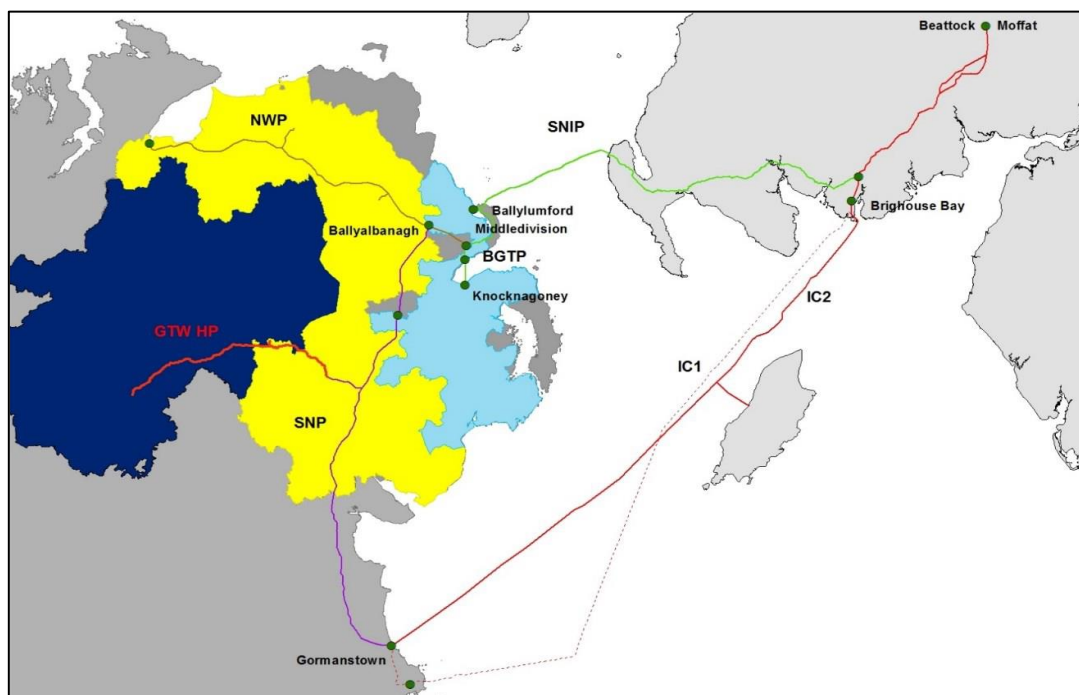 Beattock
Moffat
NWP
SNIP
Ballylumford
Brighouse Bay
Ballyalbanagh
Middledivision
BGTP
Knocknagoney
IC2
GTW HP
IC1
SNP
Gormanstown